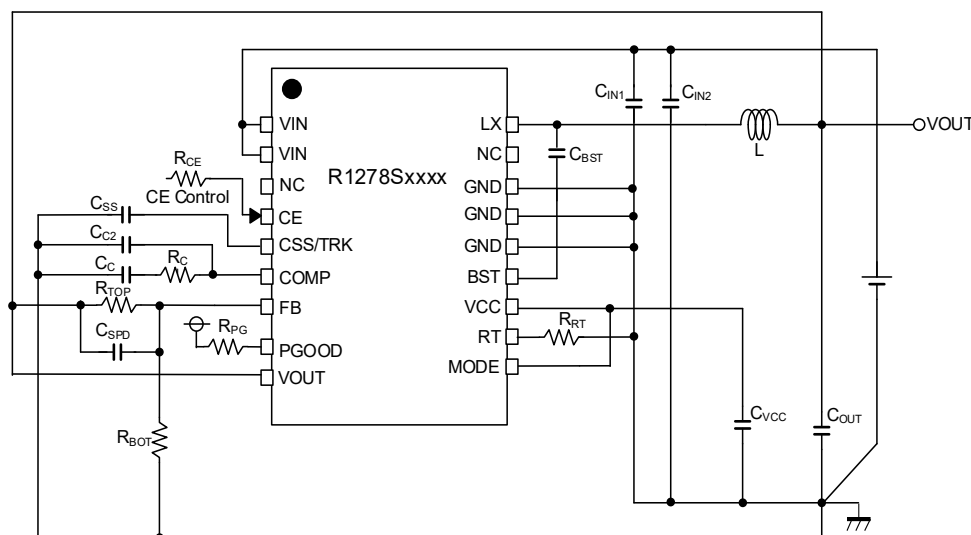 CIN1
CIN2
VIN
LX
VOUT
L
VIN
NC
CBST
RCE
NC
R1278Sxxxx
GND
CE Control
CE
GND
CSS
CSS/TRK
GND
CC2
COMP
BST
CC
RC
RTOP
FB
VCC
CSPD
RPG
PGOOD
RT
RRT
VOUT
MODE
RBOT
CVCC
COUT